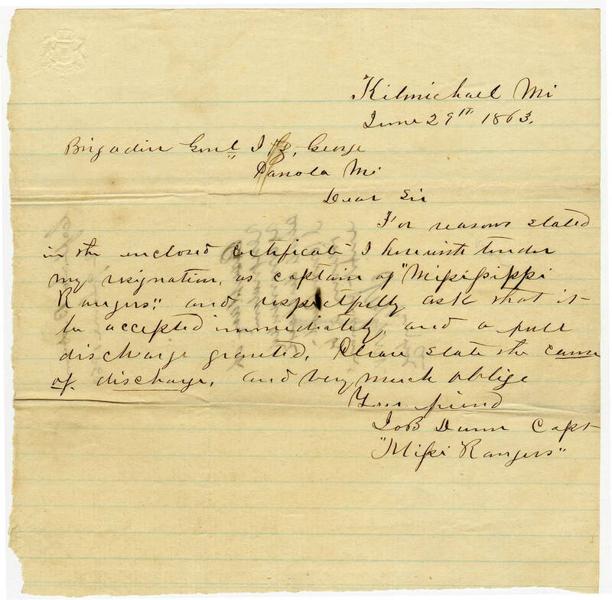 Kilmichael Mi
June 29th 1863.
Brigadier Genl J Z George
Panola Mi
Dear Sir
For reasons stated
in the enclosed certificate I herewith tender
my resignation, as captain of "Missippi
Rangers". and respectfully ask that it
be accepted immediately, and a full
discharge granted, Please state the cause
of discharge, and very much oblige
Your friend
Dunn Capt
"Missi Rangers"